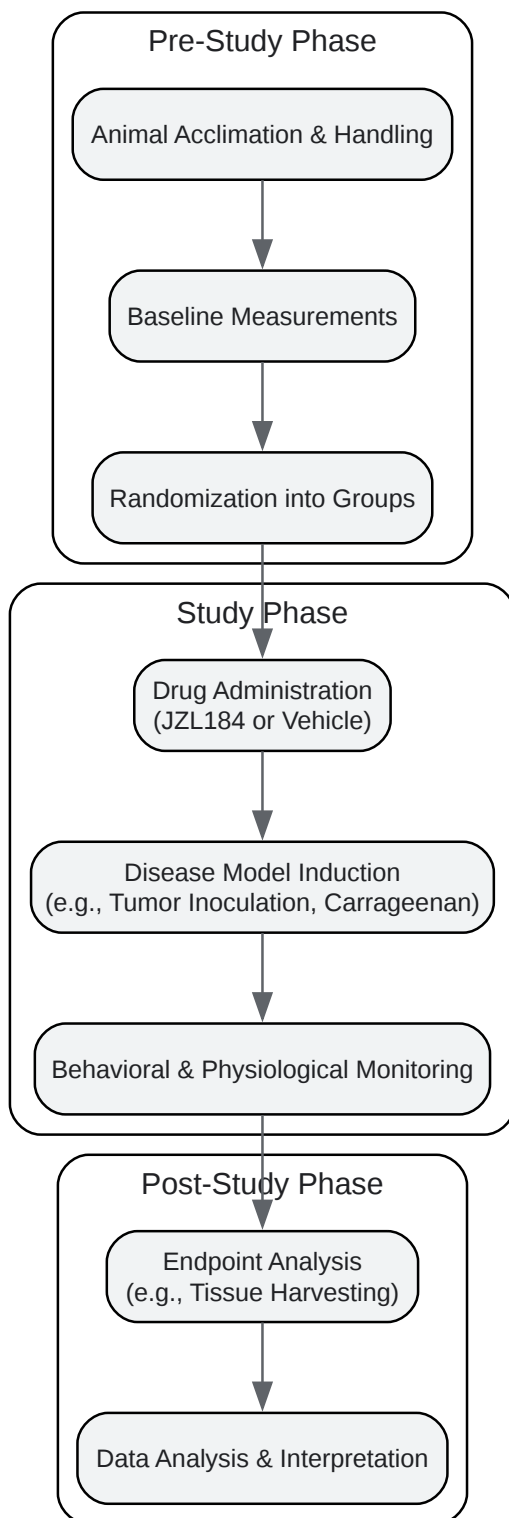 Pre-Study Phase
Animal Acclimation & Handling
Baseline Measurements
Randomization into Groups
Study Phase
Drug Administration
(JZL184 or Vehicle)
Disease Model Induction
(e.g., Tumor Inoculation, Carrageenan)
Behavioral & Physiological Monitoring
Post-Study Phase
Endpoint Analysis
(e.g., Tissue Harvesting)
Data Analysis & Interpretation